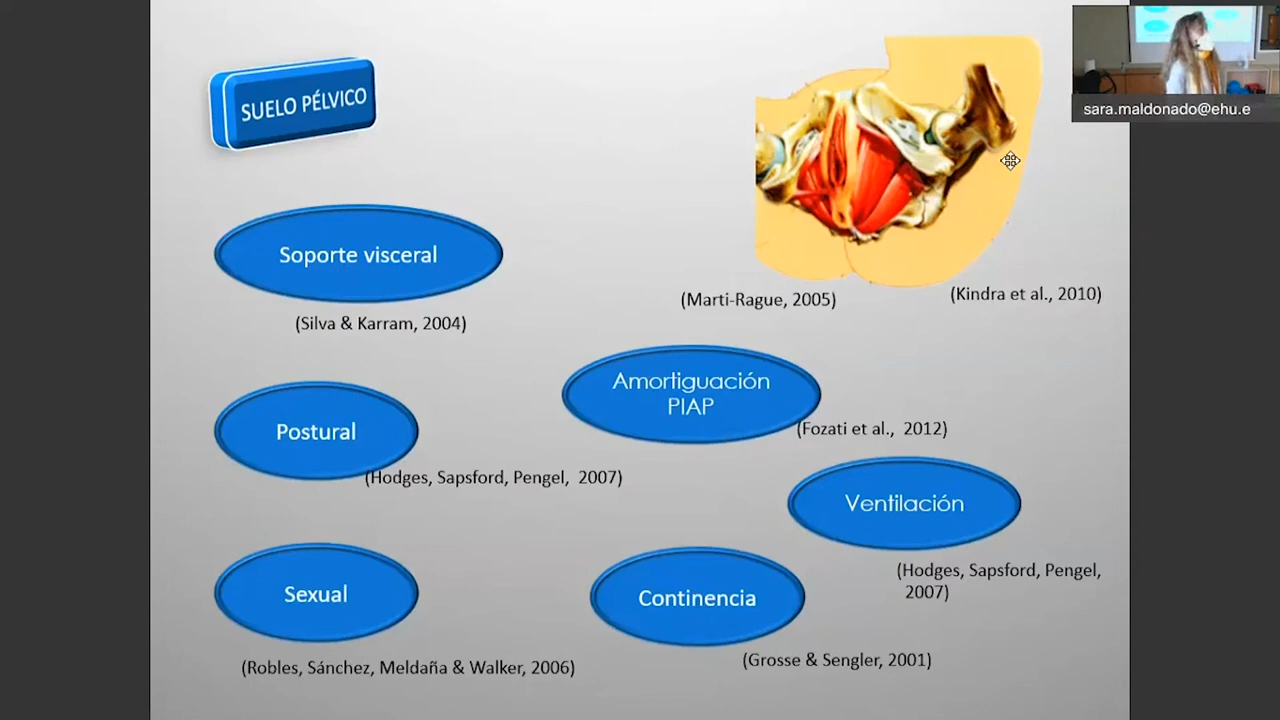 SUELO PÉLVICO
sara.maldonado@ehu.e
Soporte visceral
(Silva & Karram, 2004)
(Marti-Rague, 2005)
(Kindra et al., 2010)
Amortiguación
PIAP
(Fozati et al., 2012)
Postural
(Hodges, Sapsford, Pengel, 2007)
Ventilación
(Hodges, Sapsford, Pengel,
2007)
Sexual
(Robles, Sánchez, Meldaña & Walker, 2006)
Continencia
(Grosse & Sengler, 2001)